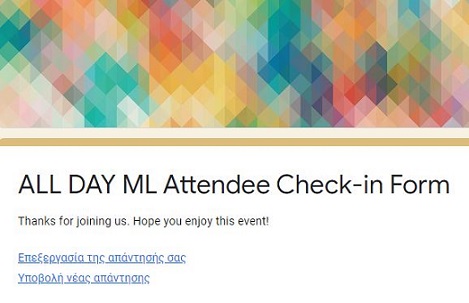 ALL DAY ML Attendee Check-in Form
Thanks for joining us. Hope you enjoy this event!
Επεξεργασία της απάντησής σας
Υποβολή νέας απάντησης